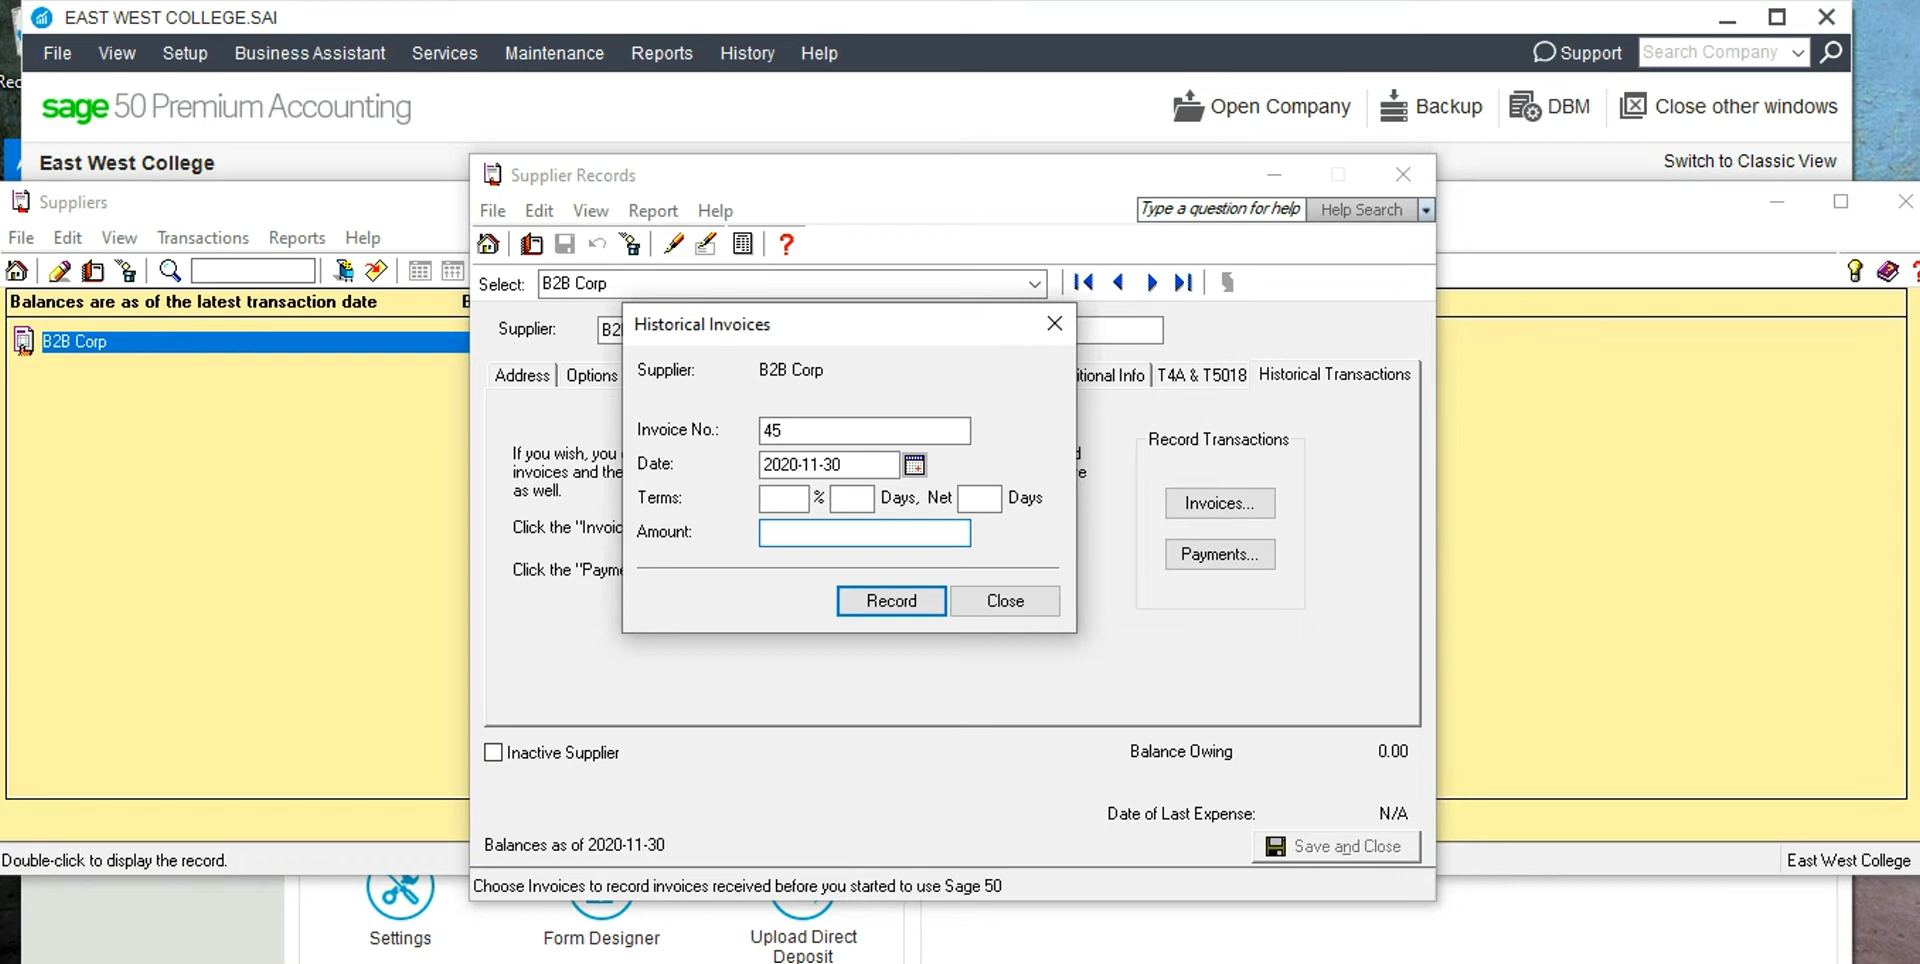 EAST WEST COLLEGE.SAI
File View Setup Business Assistant Services Maintenance Reports History Help
Support
Search Company
sage 50 Premium Accounting
Open Company
Backup
DBM
Close other windows
East West College
Switch to Classic View
Suppliers
File Edit View Transactions Reports Help
Balances are as of the latest transaction date
B2B Corp
Supplier Records
File Edit View Report Help
Type a question for help
Help Search
Select: B2B Corp
Supplier: B2
Address Options itional Info T4A & T5018 Historical Transactions
If you wish, you
invoices and the
as well.
Click the "Invoic
Click the "Payme
Historical Invoices
Supplier: B2B Corp
Invoice No.: 45
Date: 2020-11-30
Terms: % Days, Net Days
Amount:
Record Close
Record Transactions
Invoices...
Payments...
Inactive Supplier
Balance Owing 0.00
Date of Last Expense: N/A
Balances as of 2020-11-30
Save and Close
Choose Invoices to record invoices received before you started to use Sage 50
Double-click to display the record.
East West College
Settings
Form Designer
Upload Direct
Deposit